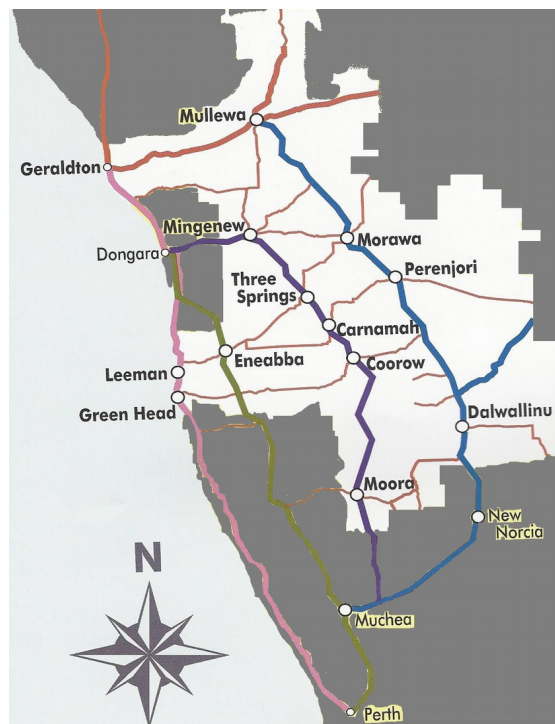 Mullewa
Geraldton
Mingenew
Morawa
Dongara
Perenjori
Three
Springs
Carnamah
Eneabba
Coorow
Leeman
Green Head
Dalwallinu
Moora
New
Norcia
N
Muchea
Perth